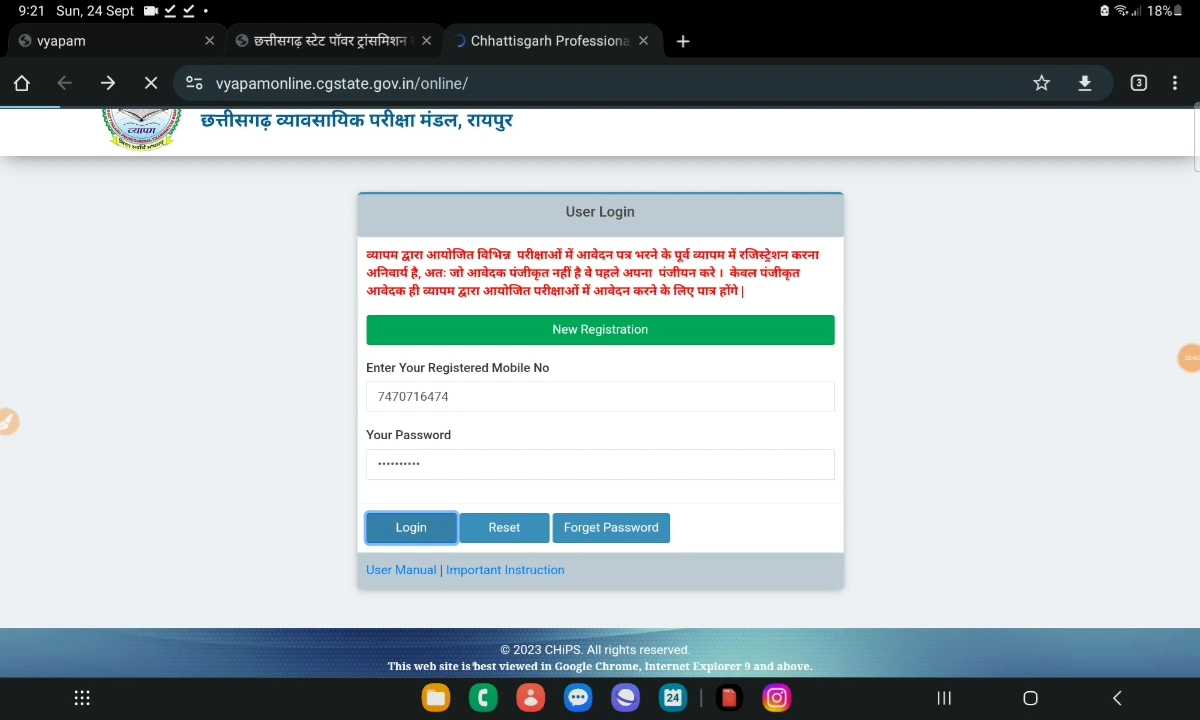 9:21 Sun, 24 Sept 18%
vyapam छत्तीसगढ़ स्टेट पॉवर ट्रांसमिशन Chhattisgarh Professiona
vyapamonline.cgstate.gov.in/online/ 3
व्यापम
छत्तीसगढ़ व्यावसायिक परीक्षा मंडल, रायपुर
User Login
व्यापम द्वारा आयोजित विभिन्न परीक्षाओं में आवेदन पत्र भरने के पूर्व व्यापम में रजिस्ट्रेशन करना
अनिवार्य है, अतः जो आवेदक पंजीकृत नहीं है वे पहले अपना पंजीयन करे । केवल पंजीकृत
आवेदक ही व्यापम द्वारा आयोजित परीक्षाओं में आवेदन करने के लिए पात्र होंगे |
New Registration
Enter Your Registered Mobile No
7470716474
Your Password
••••••••••
Login Reset Forget Password
User Manual | Important Instruction
© 2023 CHiPS. All rights reserved.
This web site is best viewed in Google Chrome, Internet Explorer 9 and above.
24